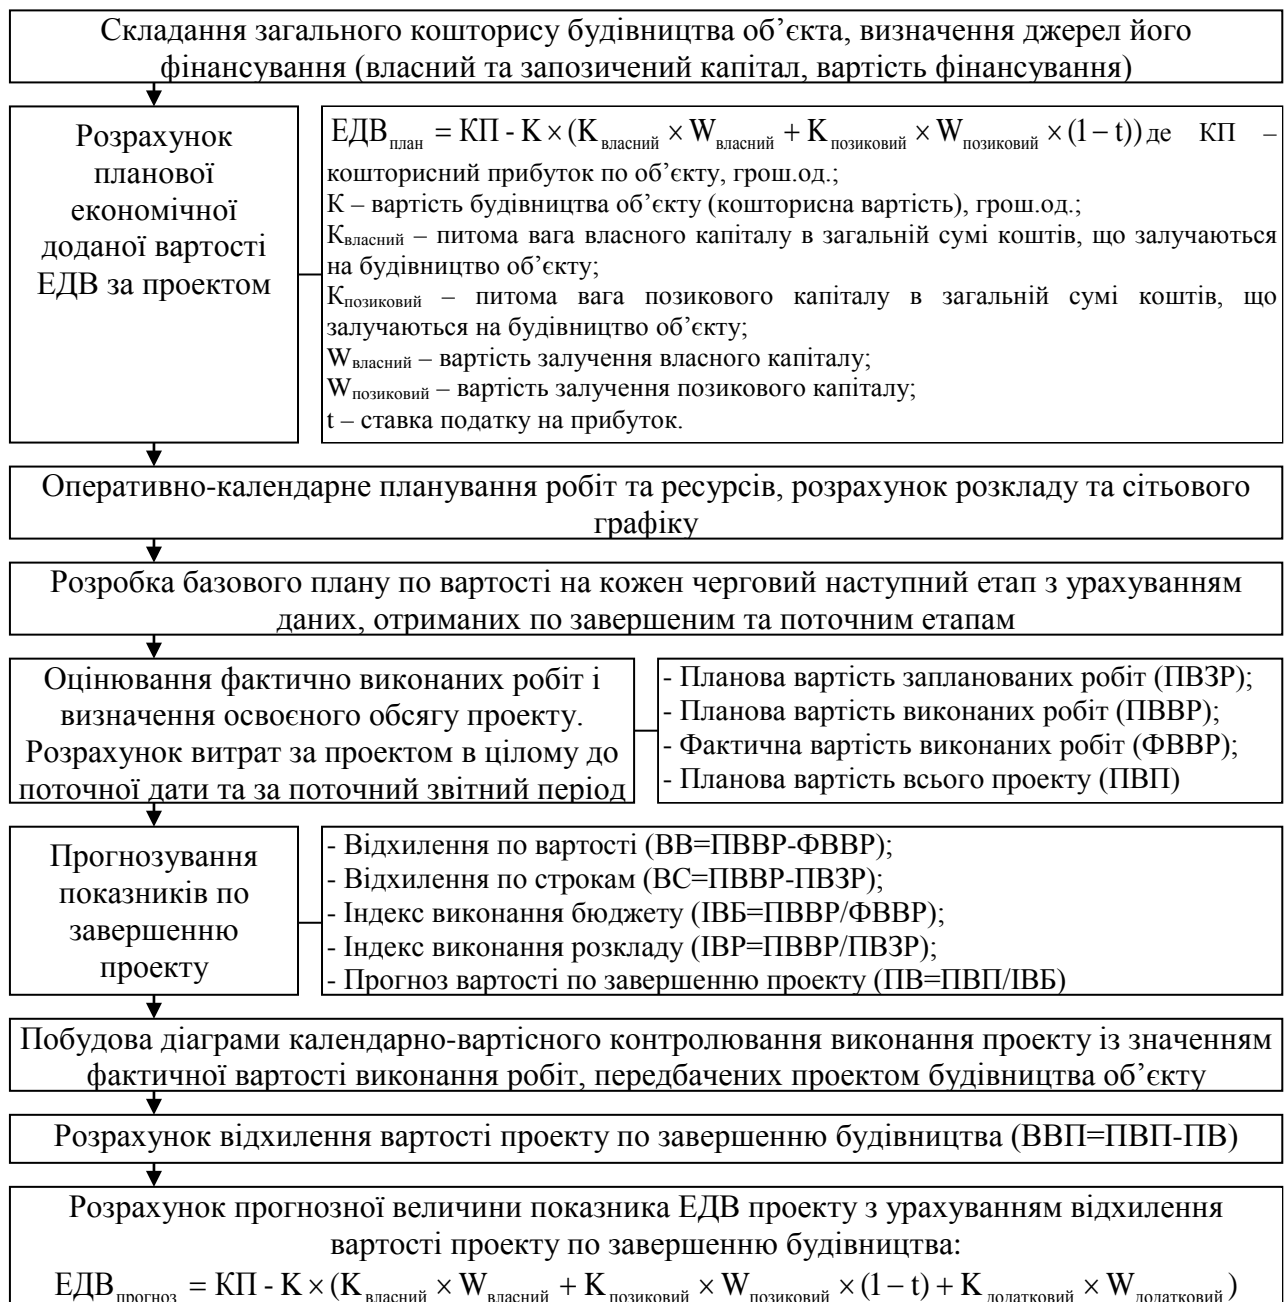 Складання загального кошторису будівництва об’єкта, визначення джерел його
фінансування (власний та запозичений капітал, вартість фінансування)
Розрахунок
планової
економічної
доданої вартості
ЕДВ за проектом
ЕДВплан = КП - К × (Квласний × Wвласний + Кпозиковий × Wпозиковий × (1 − t)) де КП –
кошторисний прибуток по об’єкту, грош.од.;
К – вартість будівництва об’єкту (кошторисна вартість), грош.од.;
Квласний – питома вага власного капіталу в загальній сумі коштів, що залучаються
на будівництво об’єкту;
Кпозиковий – питома вага позикового капіталу в загальній сумі коштів, що
залучаються на будівництво об’єкту;
Wвласний – вартість залучення власного капіталу;
Wпозиковий – вартість залучення позикового капіталу;
t – ставка податку на прибуток.
Оперативно-календарне планування робіт та ресурсів, розрахунок розкладу та сітьового
графіку
Розробка базового плану по вартості на кожен черговий наступний етап з урахуванням
даних, отриманих по завершеним та поточним етапам
Оцінювання фактично виконаних робіт і
визначення освоєного обсягу проекту.
Розрахунок витрат за проектом в цілому до
поточної дати та за поточний звітний період
- Планова вартість запланованих робіт (ПВЗР);
- Планова вартість виконаних робіт (ПВВР);
- Фактична вартість виконаних робіт (ФВВР);
- Планова вартість всього проекту (ПВП)
Прогнозування
показників по
завершенню
проекту
- Відхилення по вартості (ВВ=ПВВР-ФВВР);
- Відхилення по строкам (ВС=ПВВР-ПВЗР);
- Індекс виконання бюджету (ІВБ=ПВВР/ФВВР);
- Індекс виконання розкладу (ІВР=ПВВР/ПВЗР);
- Прогноз вартості по завершенню проекту (ПВ=ПВП/ІВБ)
Побудова діаграми календарно-вартісного контролювання виконання проекту із значенням
фактичної вартості виконання робіт, передбачених проектом будівництва об’єкту
Розрахунок відхилення вартості проекту по завершенню будівництва (ВВП=ПВП-ПВ)
Розрахунок прогнозної величини показника ЕДВ проекту з урахуванням відхилення
вартості проекту по завершенню будівництва:
ЕДВпрогноз = КП - К × (Квласний × Wвласний + Кпозиковий × Wпозиковий × (1 − t) + Кдодатковий × Wдодатковий)